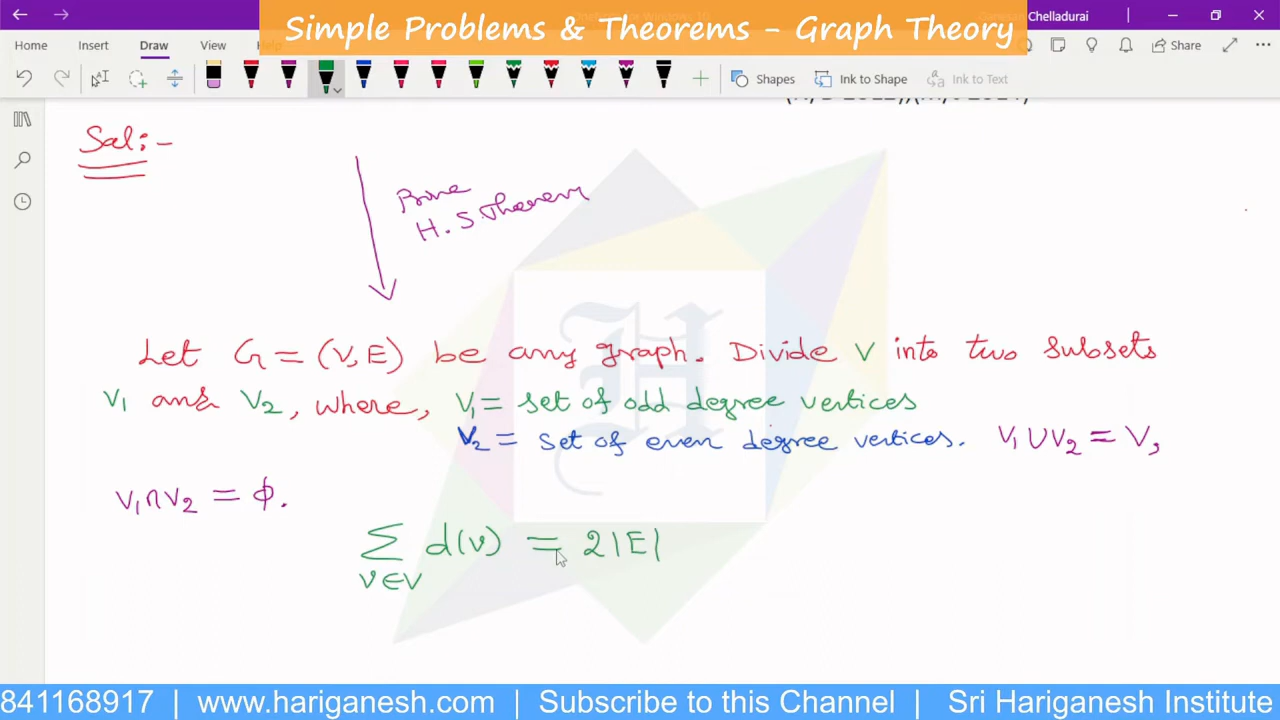 Simple Problems & Theorems - Graph Theory
Chelladurai
Home Insert Draw View Share
Shapes Ink to Shape Ink to Text
Sol:-
Prove
H. S. Theorem
Let G = (V, E) be any graph. Divide V into two subsets
V₁ and V₂, where, V₁ = set of odd degree vertices
V₂ = set of even degree vertices. V₁ ∪ V₂ = V,
V₁ ∩ V₂ = ϕ.
∑ d(v) = 2|E|
v∈V
841168917 | www.hariganesh.com | Subscribe to this Channel | Sri Hariganesh Institute